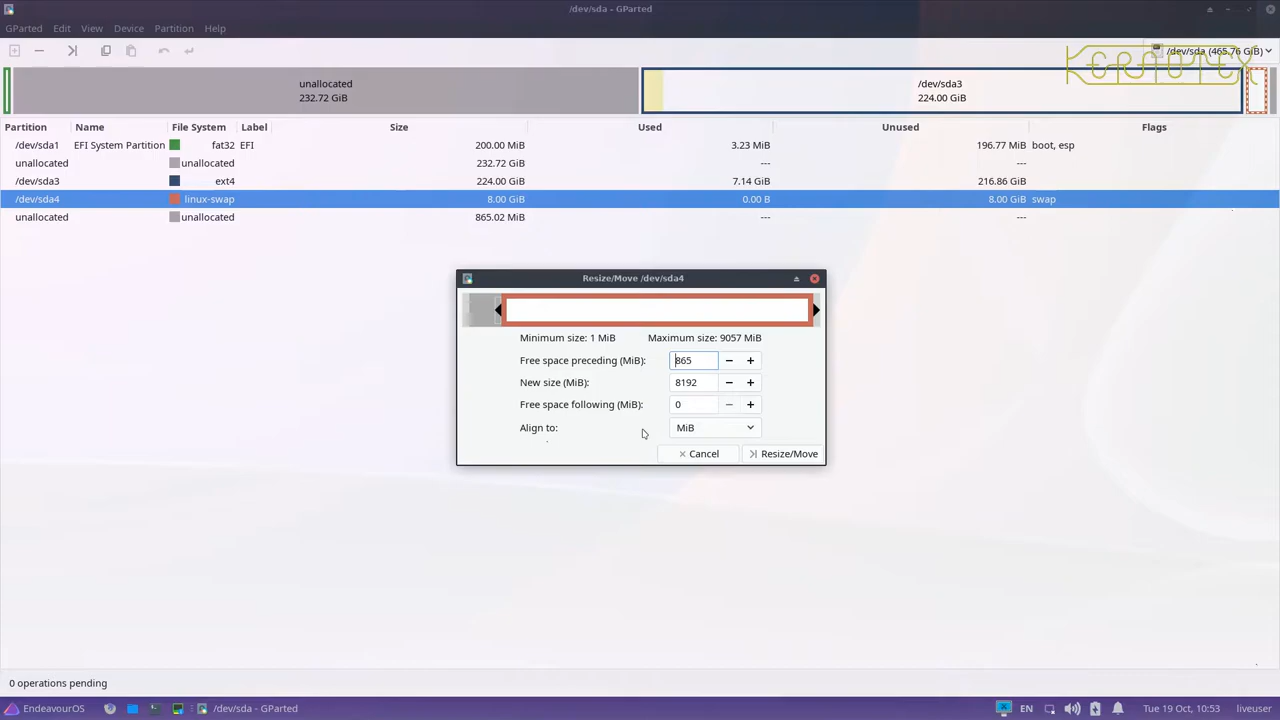 /dev/sda - GParted
GParted Edit View Device Partition Help
/dev/sda (465.76 GiB)
KEROPTEX
unallocated
232.72 GiB
/dev/sda3
224.00 GiB
Partition Name File System Label Size Used Unused Flags
/dev/sda1 EFI System Partition fat32 EFI 200.00 MiB 3.23 MiB 196.77 MiB boot, esp
unallocated unallocated 232.72 GiB --- ---
/dev/sda3 ext4 224.00 GiB 7.14 GiB 216.86 GiB
/dev/sda4 linux-swap 8.00 GiB 0.00 B 8.00 GiB swap
unallocated unallocated 865.02 MiB --- ---
Resize/Move /dev/sda4
Minimum size: 1 MiB Maximum size: 9057 MiB
Free space preceding (MiB): 865
New size (MiB): 8192
Free space following (MiB): 0
Align to: MiB
Cancel Resize/Move
0 operations pending
EndeavourOS /dev/sda - GParted EN Tue 19 Oct, 10:53 liveuser